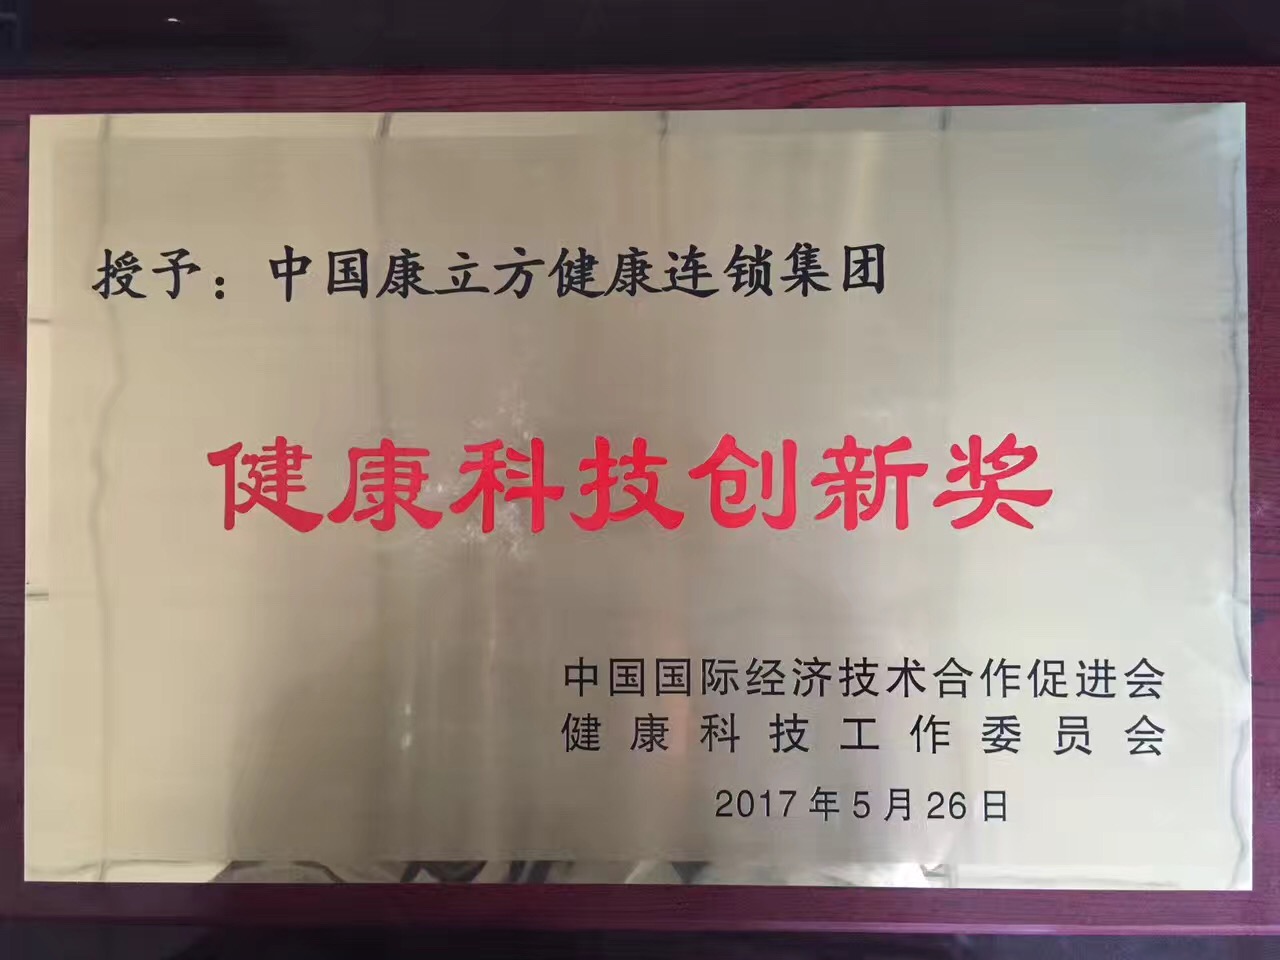 授予：中国康立方健康连锁集团
健康科技创新奖
中国国际经济技术合作促进会
健康科技工作委员会
2017年5月26日